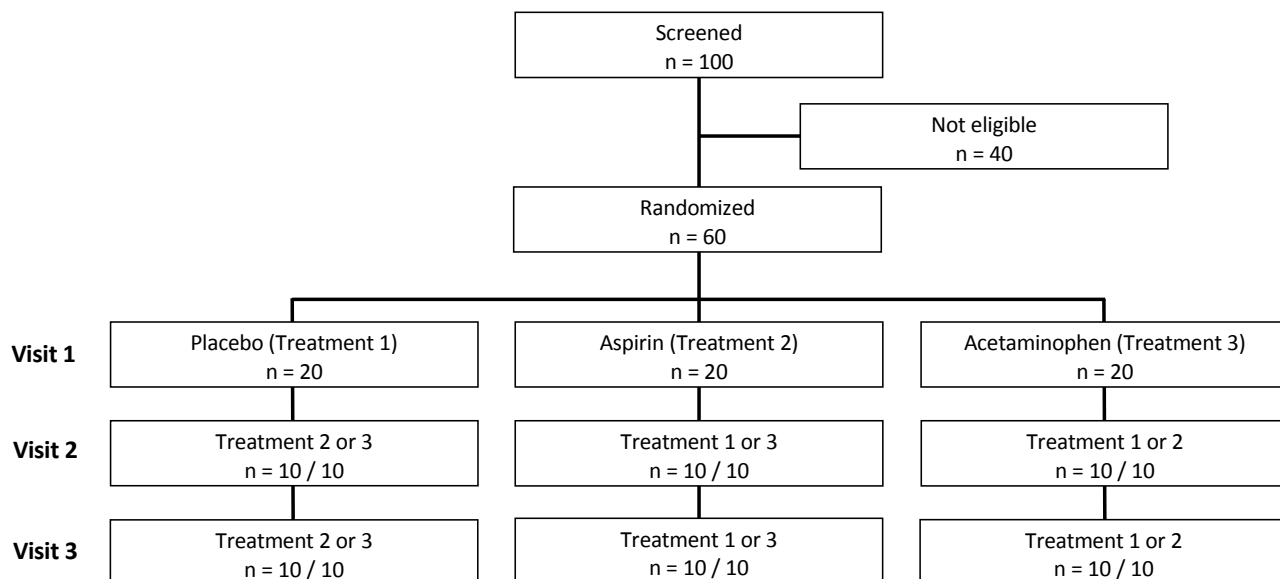 Screened
n = 100
Not eligible
n = 40
Randomized
n = 60
Visit 1
Placebo (Treatment 1)
n = 20
Aspirin (Treatment 2)
n = 20
Acetaminophen (Treatment 3)
n = 20
Visit 2
Treatment 2 or 3
n = 10 / 10
Treatment 1 or 3
n = 10 / 10
Treatment 1 or 2
n = 10 / 10
Visit 3
Treatment 2 or 3
n = 10 / 10
Treatment 1 or 3
n = 10 / 10
Treatment 1 or 2
n = 10 / 10